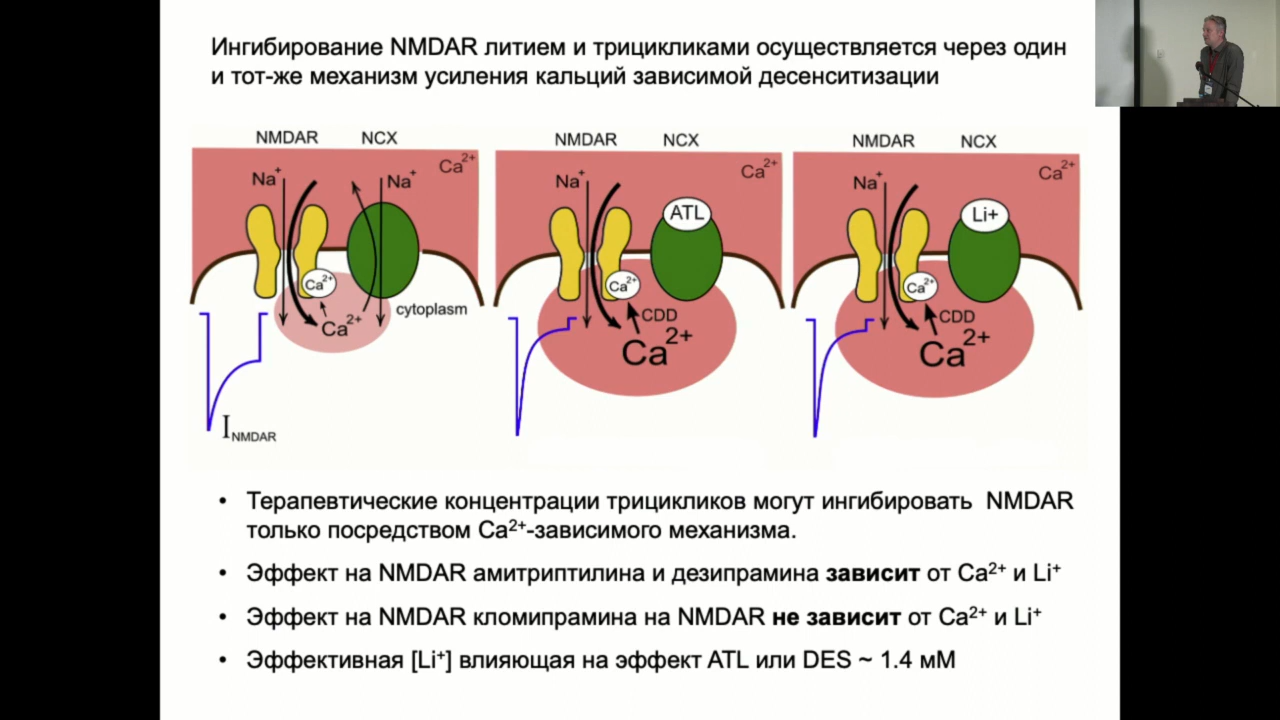 Ингибирование NMDAR литием и трицикликами осуществляется через один
и тот-же механизм усиления кальций зависимой десенситизации
NMDAR NCX
NMDAR NCX
NMDAR NCX
Na⁺ Na⁺ Ca²⁺
Na⁺ ATL Ca²⁺
Na⁺ Li+ Ca²⁺
Ca²⁺
Ca²⁺
cytoplasm
Ca²⁺
CDD
Ca²⁺
Ca²⁺
CDD
Ca²⁺
I NMDAR
• Терапевтические концентрации трицикликов могут ингибировать NMDAR
только посредством Ca²⁺-зависимого механизма.
• Эффект на NMDAR амитриптилина и дезипрамина зависит от Ca²⁺ и Li⁺
• Эффект на NMDAR кломипрамина на NMDAR не зависит от Ca²⁺ и Li⁺
• Эффективная [Li⁺] влияющая на эффект ATL или DES ~ 1.4 мМ